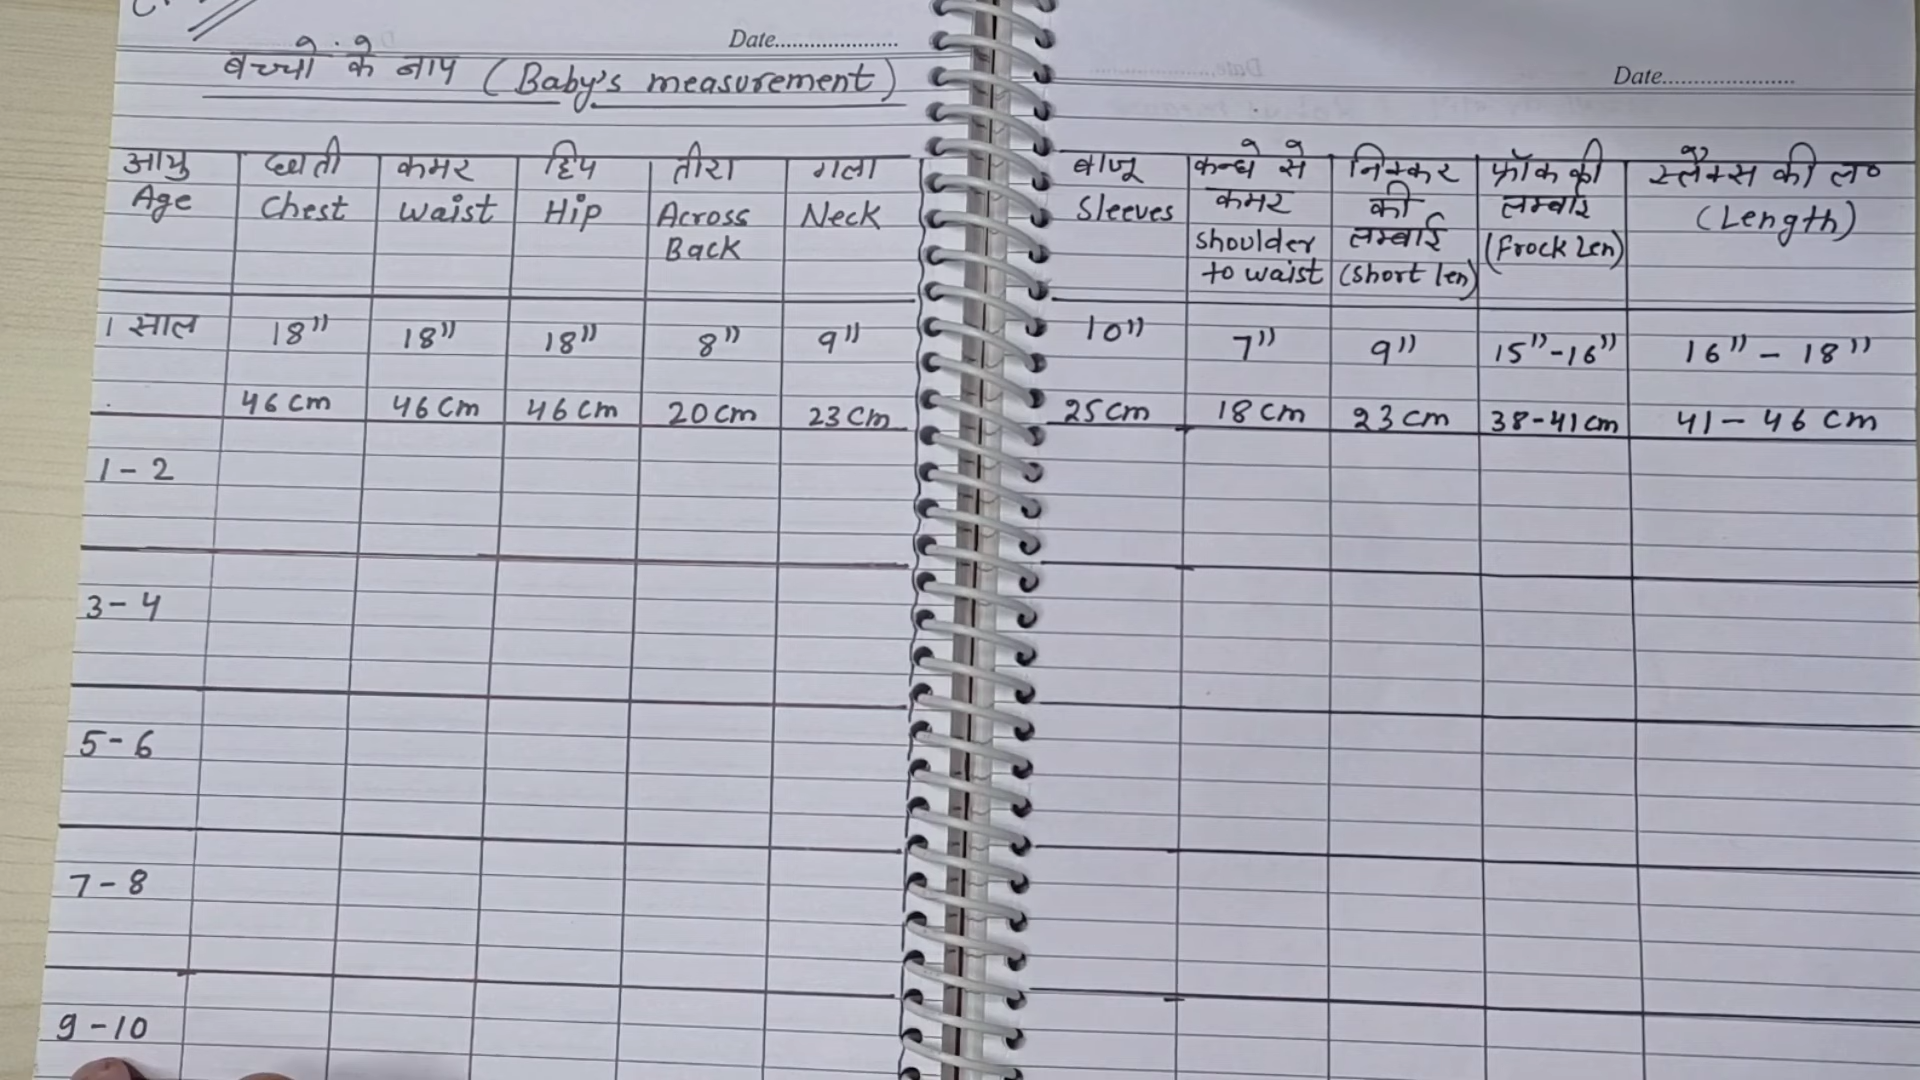 Date....................
बच्चो के नाप (Baby's measurement)
आयु छाती कमर हिप तीरा गला
Age Chest waist Hip Across Neck
Back
1 साल 18" 18" 18" 8" 9"
46 cm 46 cm 46 cm 20 cm 23 cm
1 - 2
3 - 4
5 - 6
7 - 8
9 - 10
Date....................
बाजू कन्धे से निक्कर फ्रॉक की स्लैक्स की ल॰
कमर की लम्बाई
Sleeves shoulder लम्बाई (Frock Len) (Length)
to waist (short len)
10" 7" 9" 15"-16" 16" - 18"
25 cm 18 cm 23 cm 38-41 cm 41 - 46 cm